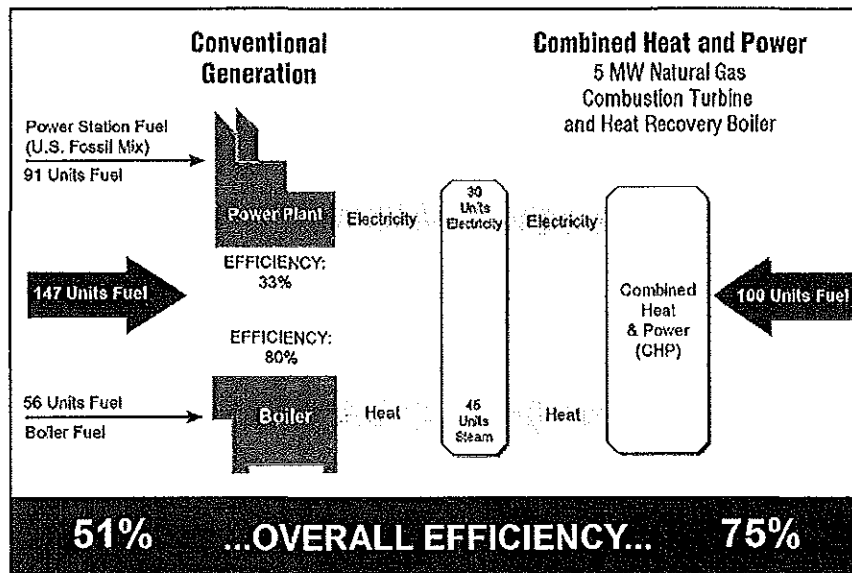 Conventional
Generation
Combined Heat and Power
5 MW Natural Gas
Combustion Turbine
and Heat Recovery Boiler
Power Station Fuel
(U.S. Fossil Mix)
91 Units Fuel
Power Plant
Electricity
30
Units
Electricity
Electricity
EFFICIENCY:
33%
147 Units Fuel
Combined
Heat
& Power
(CHP)
100 Units Fuel
EFFICIENCY:
80%
56 Units Fuel
Boiler Fuel
Boiler
Heat
45
Units
Steam
Heat
51% ...OVERALL EFFICIENCY... 75%